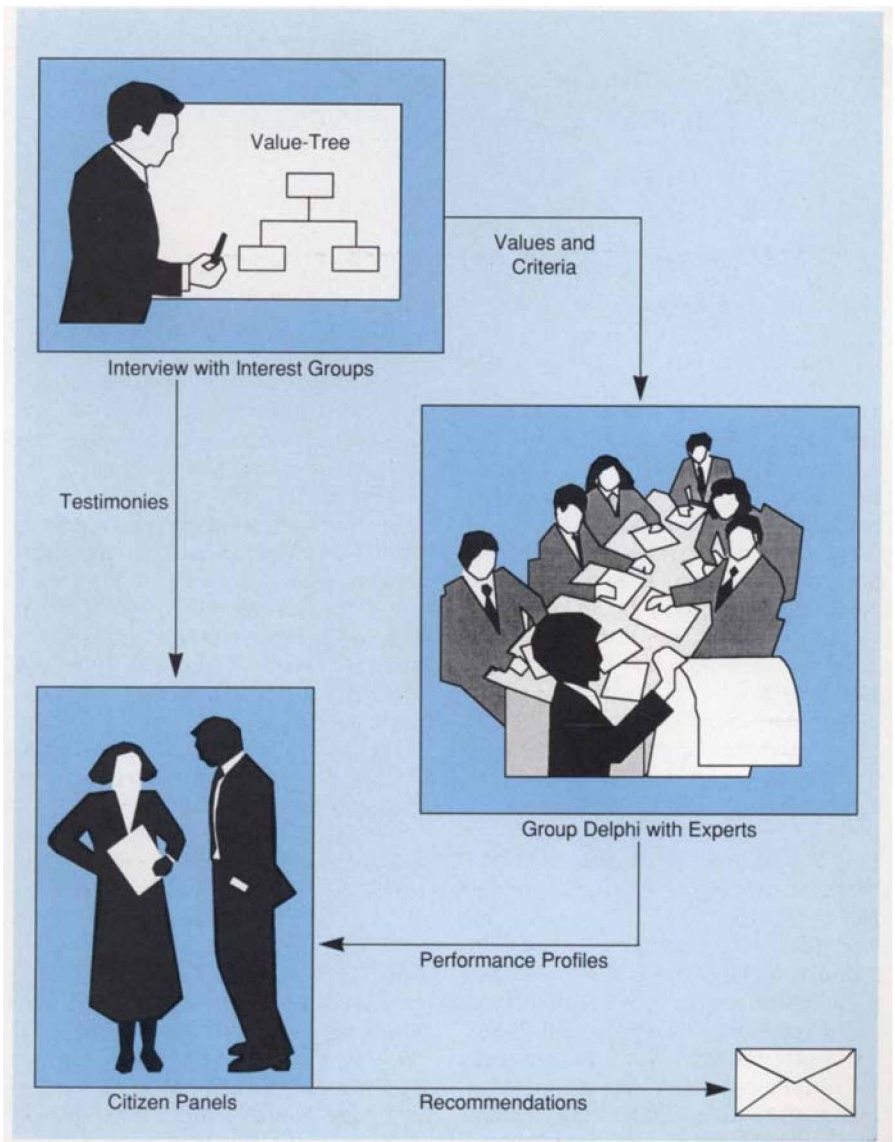 Value-Tree
Values and
Criteria
Interview with Interest Groups
Testimonies
Group Delphi with Experts
Performance Profiles
Citizen Panels
Recommendations